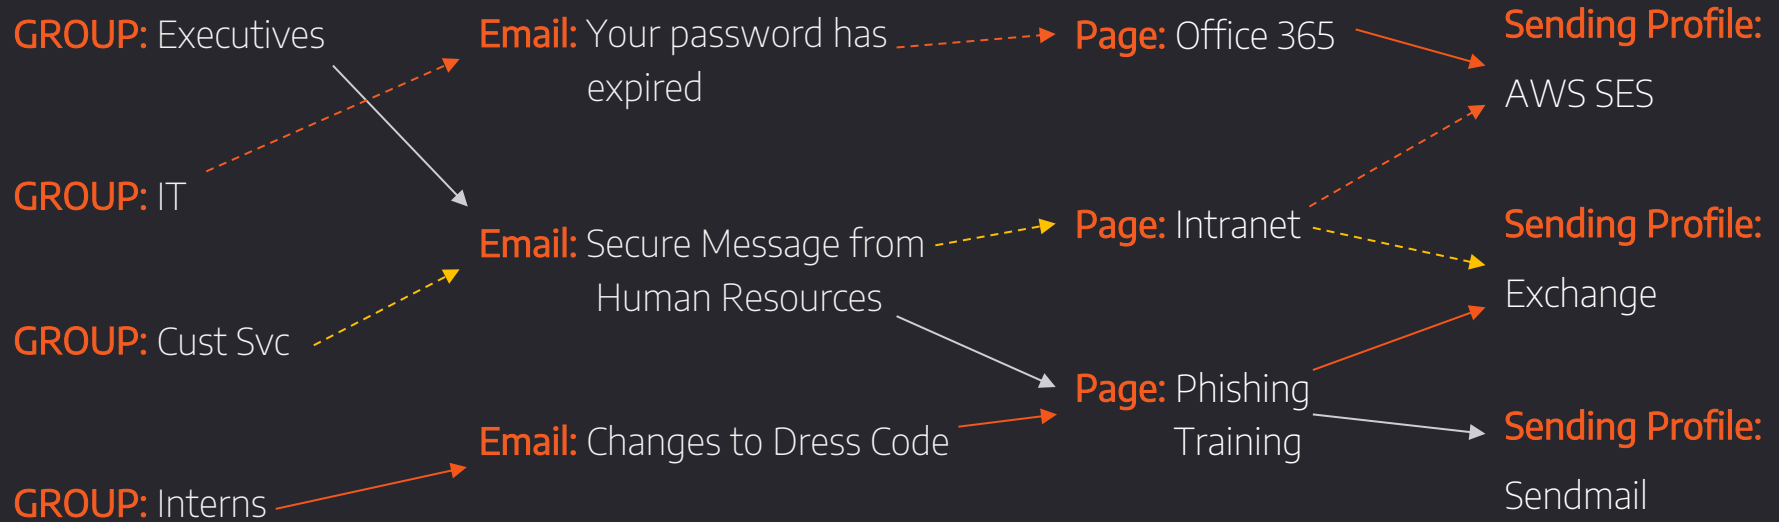 GROUP: Executives
GROUP: IT
GROUP: Cust Svc
GROUP: Interns
Email: Your password has
expired
Email: Secure Message from
Human Resources
Email: Changes to Dress Code
Page: Office 365
Page: Intranet
Page: Phishing
Training
Sending Profile:
AWS SES
Sending Profile:
Exchange
Sending Profile:
Sendmail